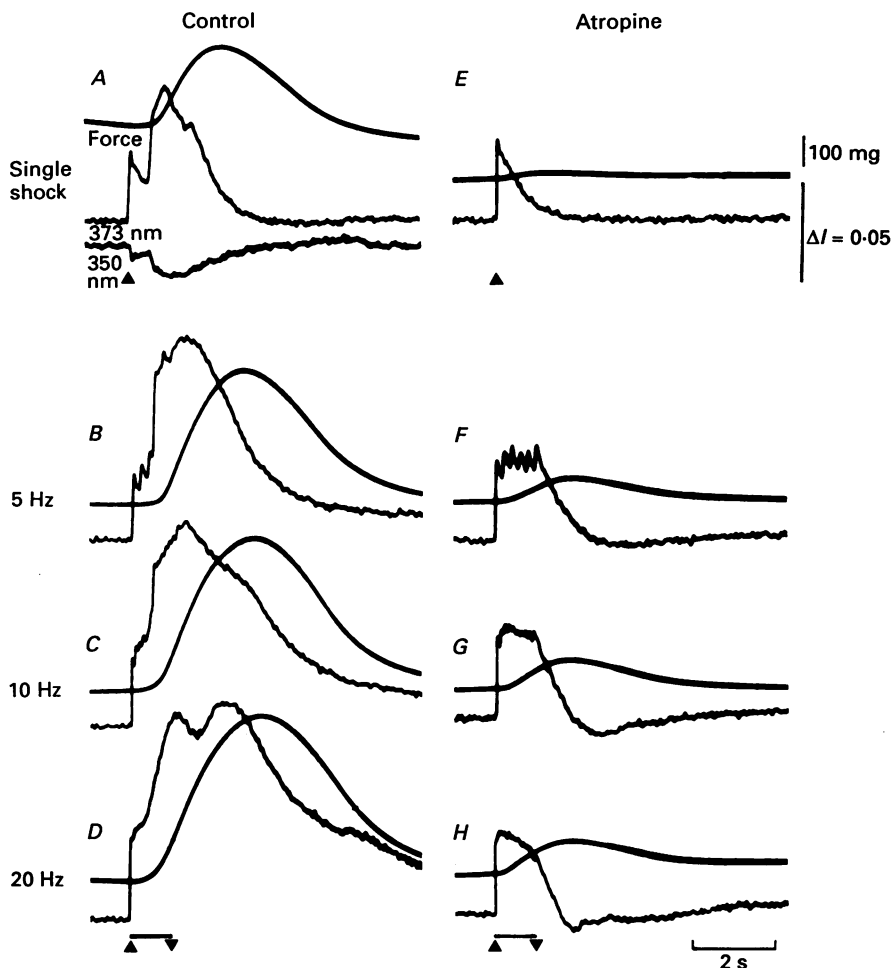 Control
Atropine
A
E
Force
100 mg
Single
shock
373 nm
ΔI = 0·05
350
nm
B
F
5 Hz
C
G
10 Hz
D
H
20 Hz
2 s